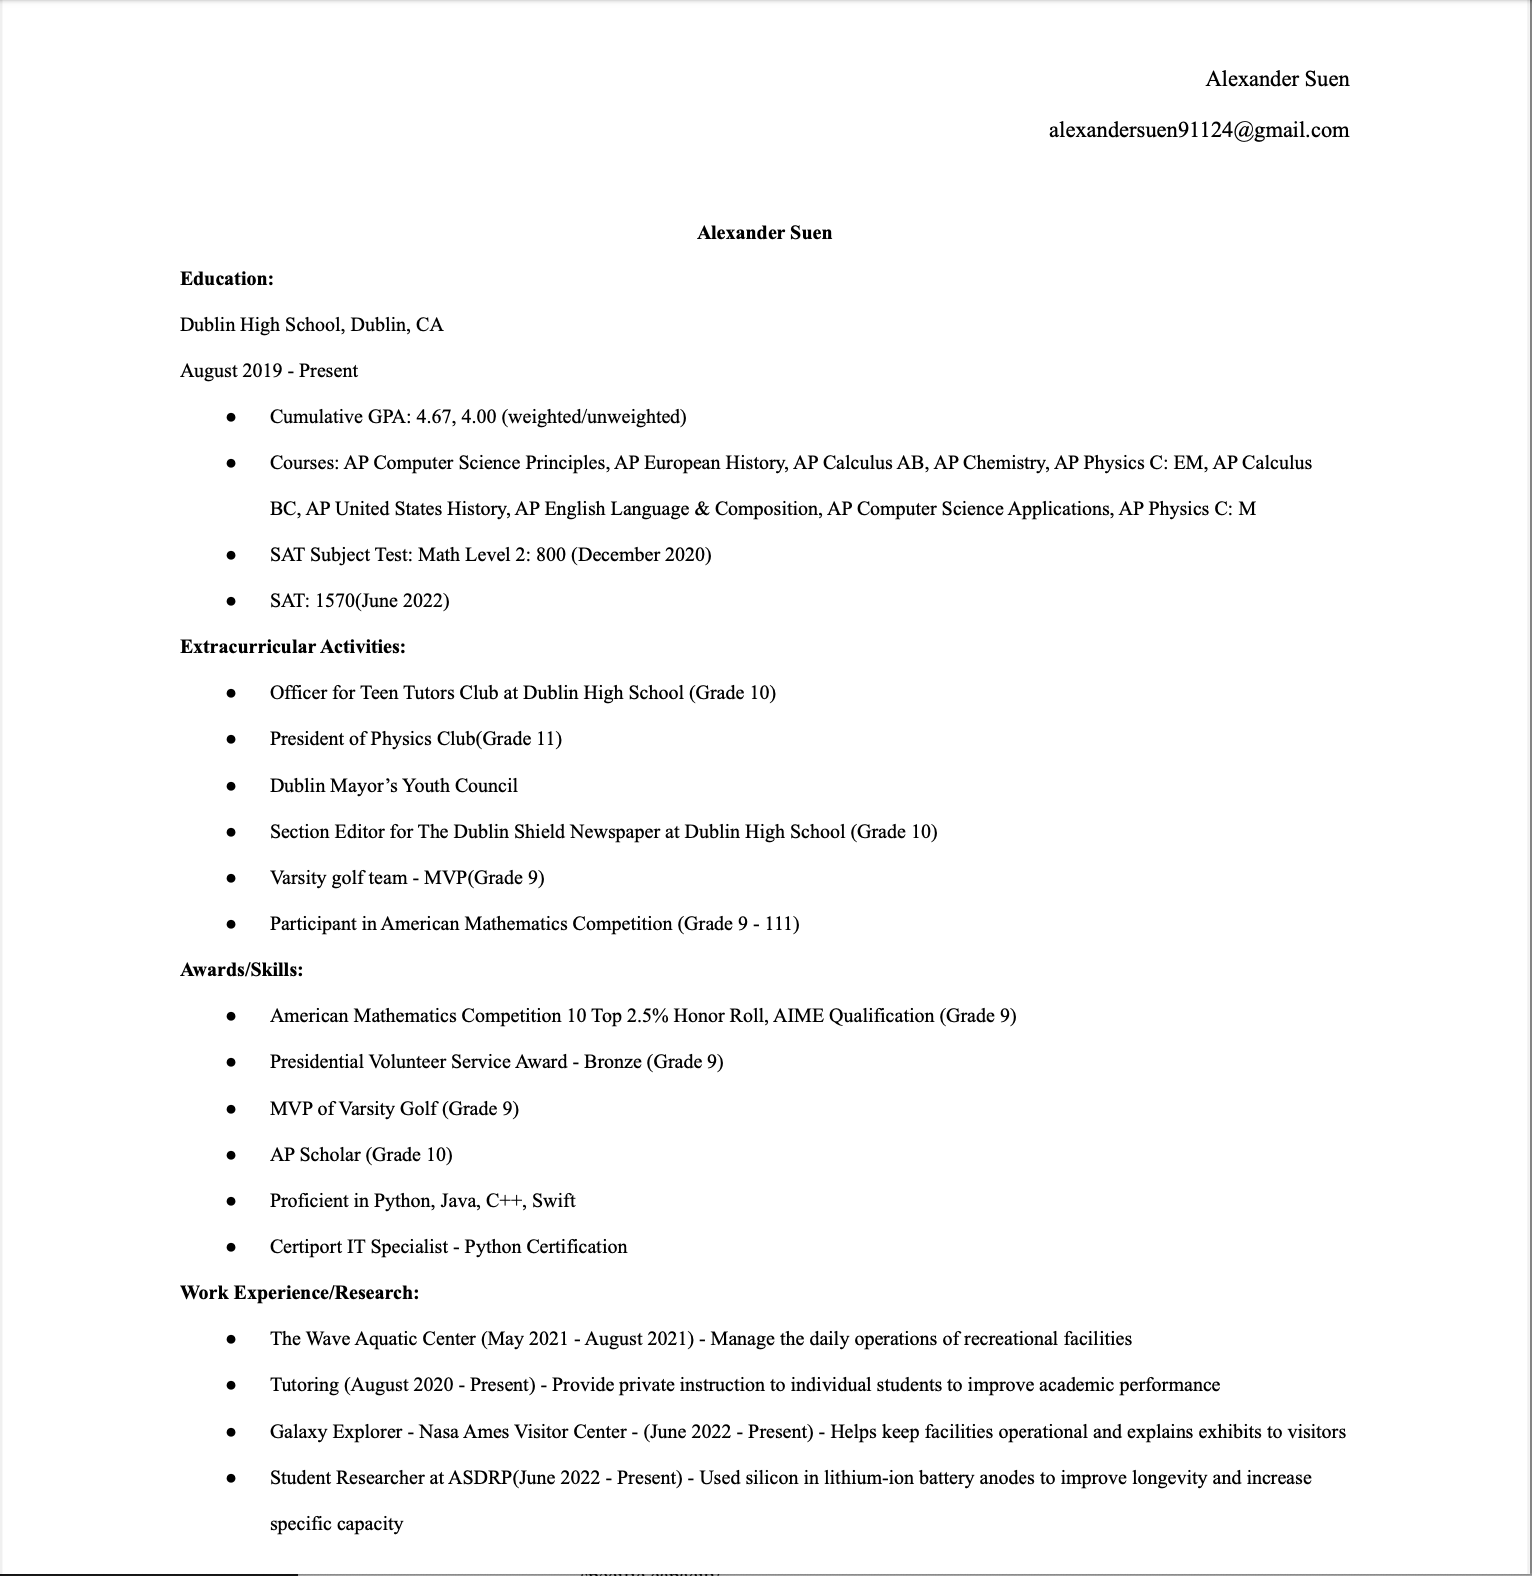 Alexander Suen
alexandersuen91124@gmail.com
Alexander Suen
Education:
Dublin High School, Dublin, CA
August 2019 - Present
● Cumulative GPA: 4.67, 4.00 (weighted/unweighted)
● Courses: AP Computer Science Principles, AP European History, AP Calculus AB, AP Chemistry, AP Physics C: EM, AP Calculus
BC, AP United States History, AP English Language & Composition, AP Computer Science Applications, AP Physics C: M
● SAT Subject Test: Math Level 2: 800 (December 2020)
● SAT: 1570(June 2022)
Extracurricular Activities:
● Officer for Teen Tutors Club at Dublin High School (Grade 10)
● President of Physics Club(Grade 11)
● Dublin Mayor’s Youth Council
● Section Editor for The Dublin Shield Newspaper at Dublin High School (Grade 10)
● Varsity golf team - MVP(Grade 9)
● Participant in American Mathematics Competition (Grade 9 - 111)
Awards/Skills:
● American Mathematics Competition 10 Top 2.5% Honor Roll, AIME Qualification (Grade 9)
● Presidential Volunteer Service Award - Bronze (Grade 9)
● MVP of Varsity Golf (Grade 9)
● AP Scholar (Grade 10)
● Proficient in Python, Java, C++, Swift
● Certiport IT Specialist - Python Certification
Work Experience/Research:
● The Wave Aquatic Center (May 2021 - August 2021) - Manage the daily operations of recreational facilities
● Tutoring (August 2020 - Present) - Provide private instruction to individual students to improve academic performance
● Galaxy Explorer - Nasa Ames Visitor Center - (June 2022 - Present) - Helps keep facilities operational and explains exhibits to visitors
● Student Researcher at ASDRP(June 2022 - Present) - Used silicon in lithium-ion battery anodes to improve longevity and increase
specific capacity